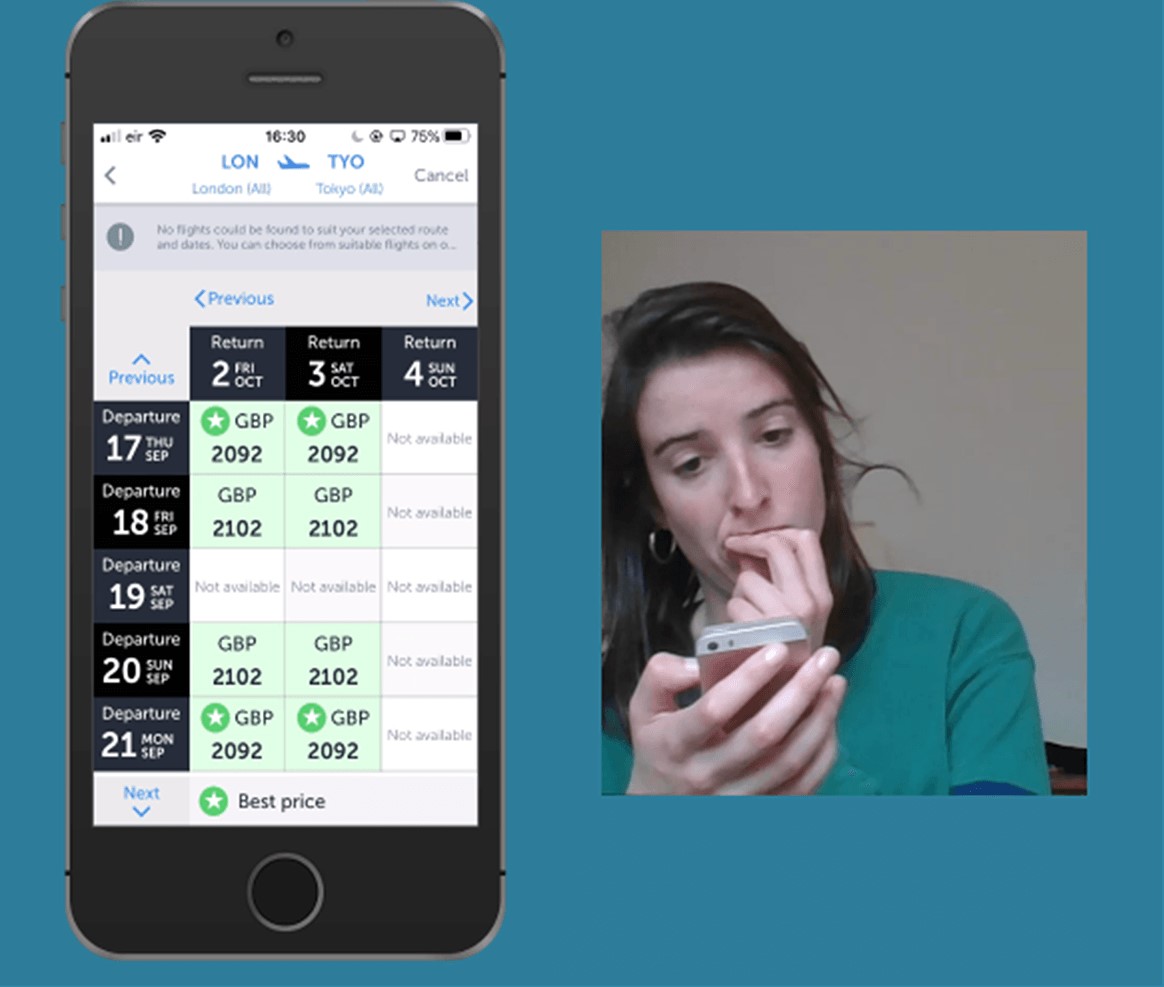 eir 16:30 75%
LON TYO
London (All) Tokyo (All) Cancel
No flights could be found to suit your selected route
and dates. You can choose from suitable flights on o...
Previous Next
Previous
Return Return Return
2 FRI OCT 3 SAT OCT 4 SUN OCT
Departure GBP GBP Not available
17 THU SEP 2092 2092
Departure GBP GBP Not available
18 FRI SEP 2102 2102
Departure
19 SAT SEP Not available Not available Not available
Departure GBP GBP Not available
20 SUN SEP 2102 2102
Departure GBP GBP Not available
21 MON SEP 2092 2092
Next Best price